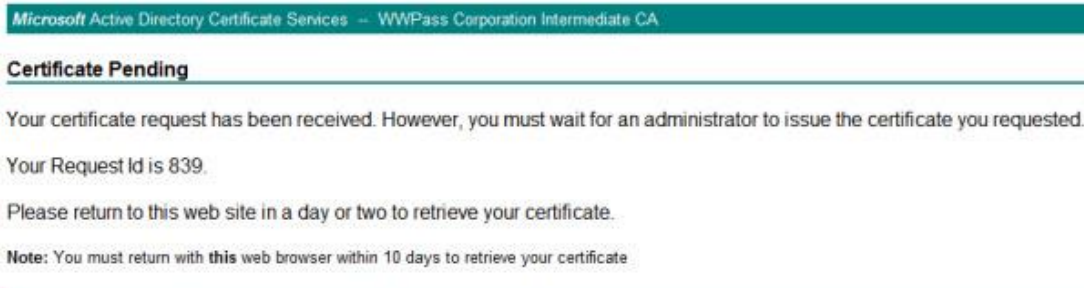 Microsoft Active Directory Certificate Services -- WWPass Corporation Intermediate CA
Certificate Pending
Your certificate request has been received. However, you must wait for an administrator to issue the certificate you requested.
Your Request Id is 839.
Please return to this web site in a day or two to retrieve your certificate.
Note: You must return with this web browser within 10 days to retrieve your certificate